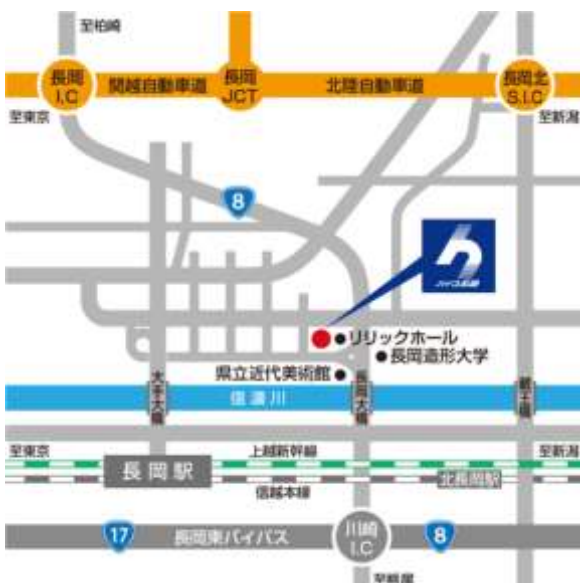 至柏崎
長岡
I.C
関越自動車道
長岡
JCT
北陸自動車道
長岡北
S.I.C
至東京
至新潟
8
リリックホール
長岡造形大学
県立近代美術館
大手大橋
信濃川
長岡大橋
蔵王橋
至東京
上越新幹線
至新潟
長岡駅
北長岡駅
信越本線
17
長岡東バイパス
川崎
I.C
8
至栃尾